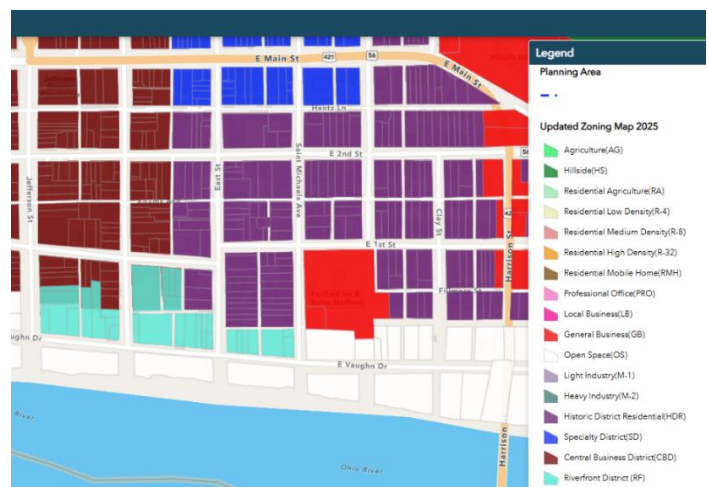 E Main St
421
56
E Main St
Hentz Ln
E 2nd St
56
Jefferson St
East St
Saint Michaels Ave
Clay St
E 1st St
Harrison St
E Vaughn Dr
ughn Dr
River
Ohio River
Harrison
Legend
Planning Area
Updated Zoning Map 2025
Agriculture(AG)
Hillside(HS)
Residential Agriculture(RA)
Residential Low Density(R-4)
Residential Medium Density(R-8)
Residential High Density(R-32)
Residential Mobile Home(RMH)
Professional Office(PRO)
Local Business(LB)
General Business(GB)
Open Space(OS)
Light Industry(M-1)
Heavy Industry(M-2)
Historic District Residential(HDR)
Specialty District(SD)
Central Business District(CBD)
Riverfront District (RF)